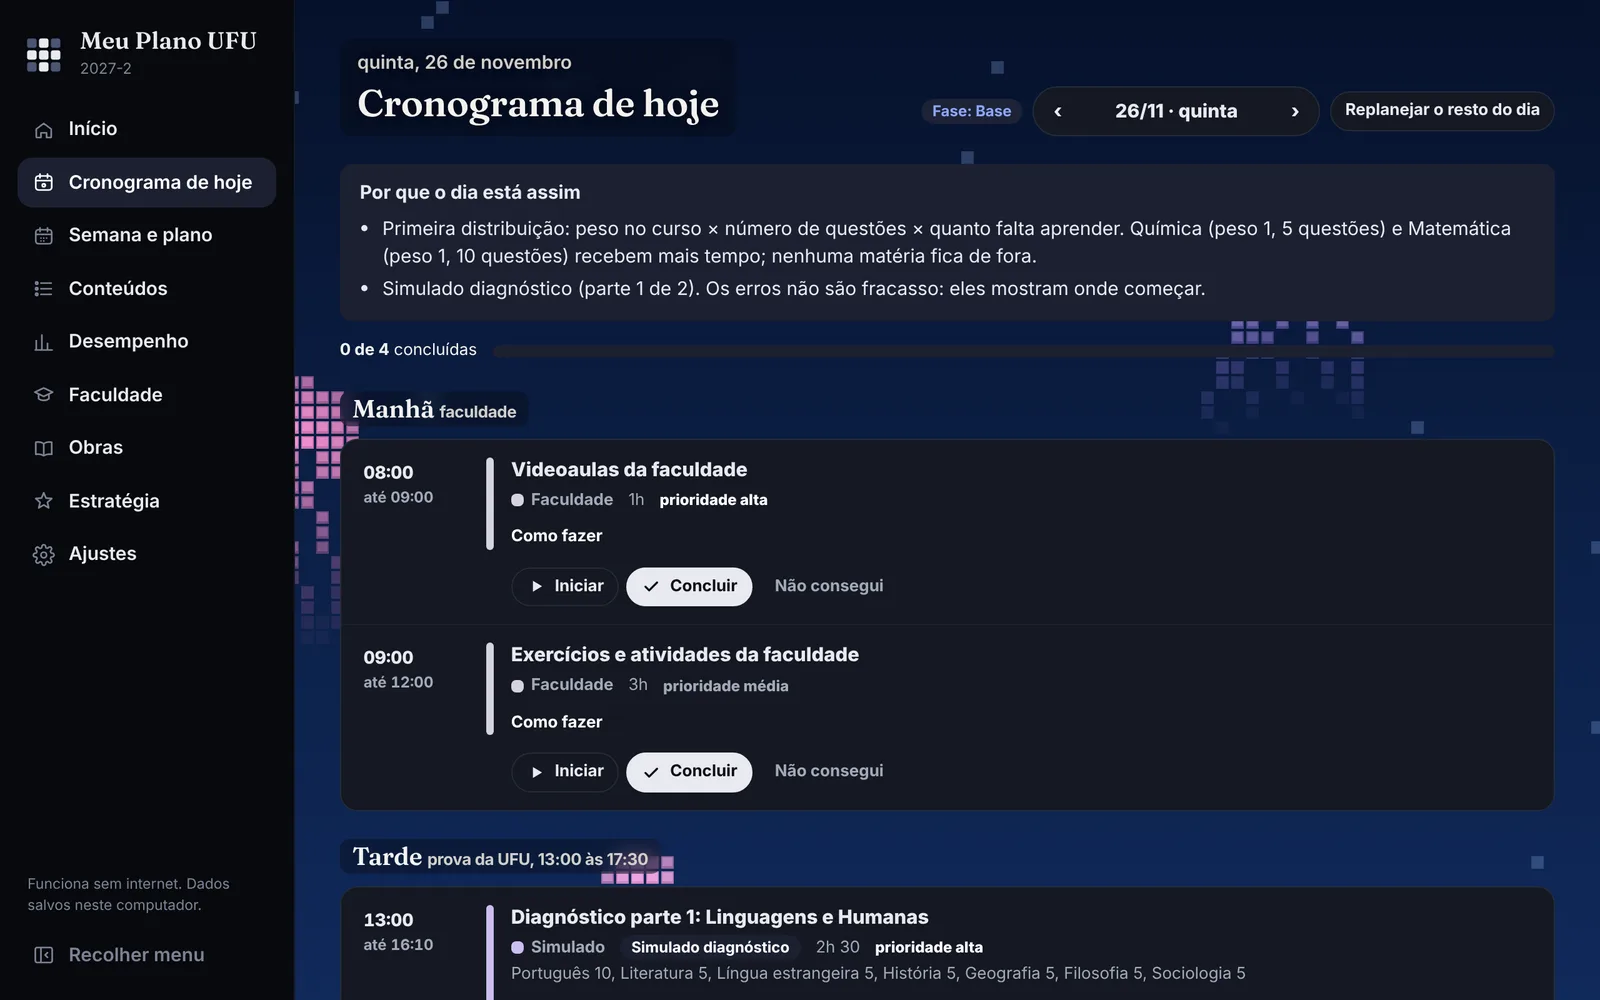 Meu Plano UFU
2027-2
Início
Cronograma de hoje
Semana e plano
Conteúdos
Desempenho
Faculdade
Obras
Estratégia
Ajustes
Funciona sem internet. Dados
salvos neste computador.
Recolher menu
quinta, 26 de novembro
Cronograma de hoje
Fase: Base
‹ 26/11 · quinta ›
Replanejar o resto do dia
Por que o dia está assim
• Primeira distribuição: peso no curso × número de questões × quanto falta aprender. Química (peso 1, 5 questões) e Matemática
(peso 1, 10 questões) recebem mais tempo; nenhuma matéria fica de fora.
• Simulado diagnóstico (parte 1 de 2). Os erros não são fracasso: eles mostram onde começar.
0 de 4 concluídas
Manhã faculdade
08:00
até 09:00
Videoaulas da faculdade
Faculdade 1h prioridade alta
Como fazer
Iniciar Concluir Não consegui
09:00
até 12:00
Exercícios e atividades da faculdade
Faculdade 3h prioridade média
Como fazer
Iniciar Concluir Não consegui
Tarde prova da UFU, 13:00 às 17:30
13:00
até 16:10
Diagnóstico parte 1: Linguagens e Humanas
Simulado Simulado diagnóstico 2h 30 prioridade alta
Português 10, Literatura 5, Língua estrangeira 5, História 5, Geografia 5, Filosofia 5, Sociologia 5